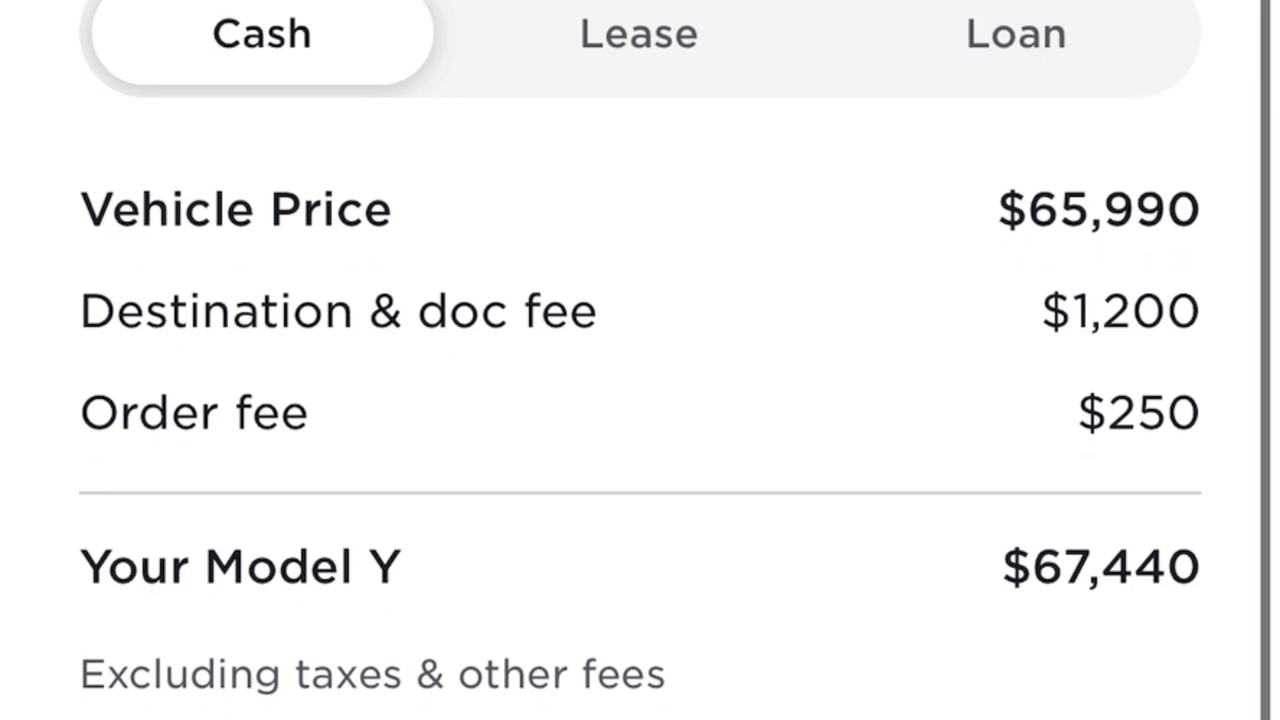 Cash Lease Loan
Vehicle Price $65,990
Destination & doc fee $1,200
Order fee $250
Your Model Y $67,440
Excluding taxes & other fees